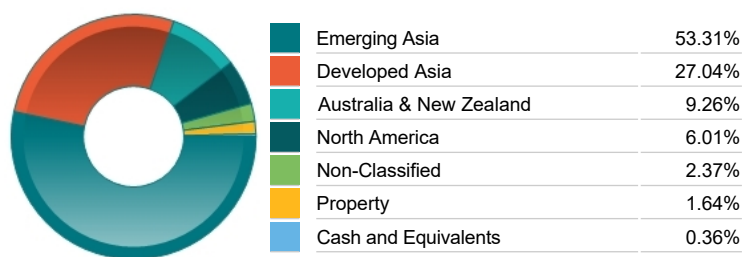 Emerging Asia 53.31%
Developed Asia 27.04%
Australia & New Zealand 9.26%
North America 6.01%
Non-Classified 2.37%
Property 1.64%
Cash and Equivalents 0.36%